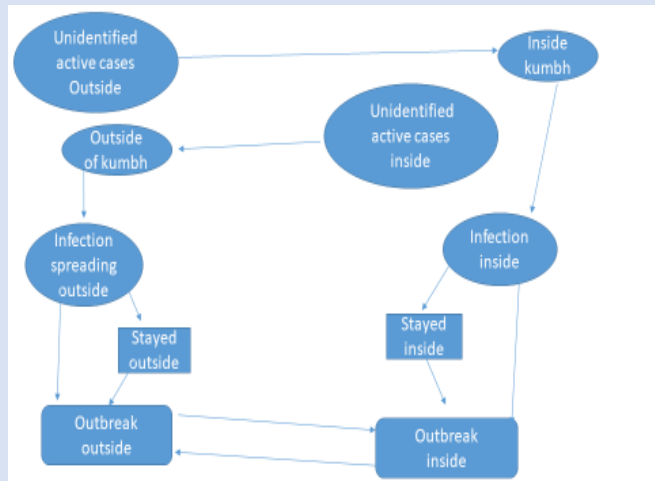 Unidentified
active cases
Outside
Inside
kumbh
Unidentified
active cases
inside
Outside
of kumbh
Infection
spreading
outside
Infection
inside
Stayed
outside
Stayed
inside
Outbreak
outside
Outbreak
inside